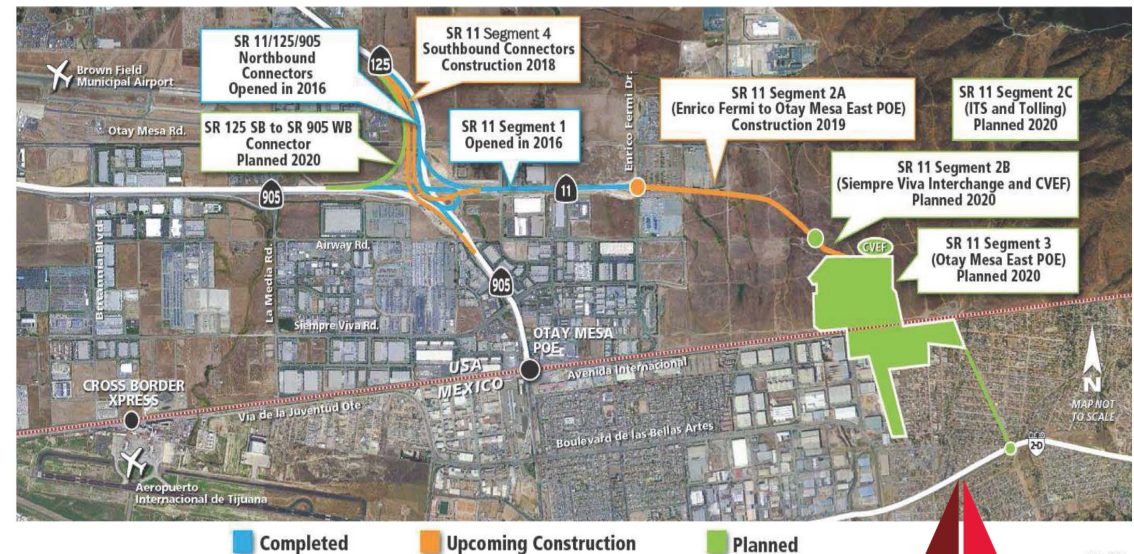 SR 11/125/905
Northbound
Connectors
Opened in 2016
125
SR 11 Segment 4
Southbound Connectors
Construction 2018
Brown Field
Municipal Airport
Otay Mesa Rd.
SR 125 SB to SR 905 WB
Connector
Planned 2020
SR 11 Segment 1
Opened in 2016
Enrico Fermi Dr.
SR 11 Segment 2A
(Enrico Fermi to Otay Mesa East POE)
Construction 2019
SR 11 Segment 2C
(ITS and Tolling)
Planned 2020
SR 11 Segment 2B
(Siempre Viva Interchange and CVEF)
Planned 2020
905
11
Britannia Blvd.
La Media Rd.
Airway Rd.
CVEF
SR 11 Segment 3
(Otay Mesa East POE)
Planned 2020
905
Siempre Viva Rd.
OTAY MESA
POE
USA
MEXICO
Avenida Internacional
CROSS BORDER
XPRESS
Via de la Juventud Ote
Boulevard de las Bellas Artes
N
MAP NOT
TO SCALE
2-D
Aeropuerto
Internacional de Tijuana
Completed
Upcoming Construction
Planned